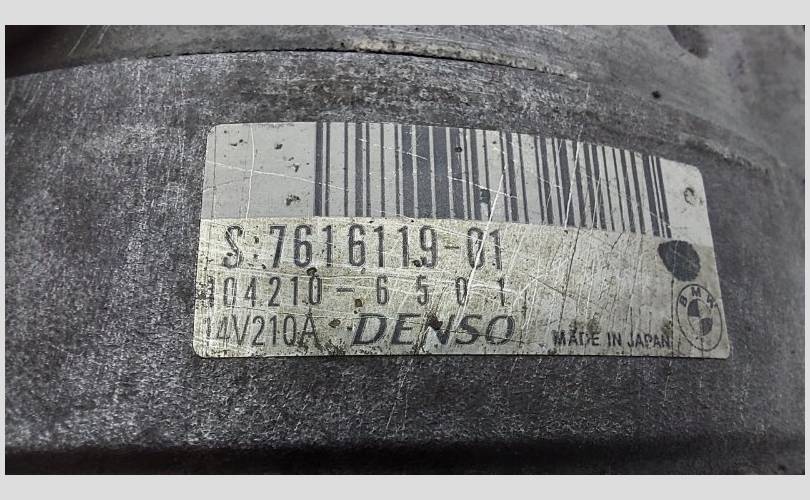 S:7616119-01
104210-6501
14V210A DENSO MADE IN JAPAN
BMW